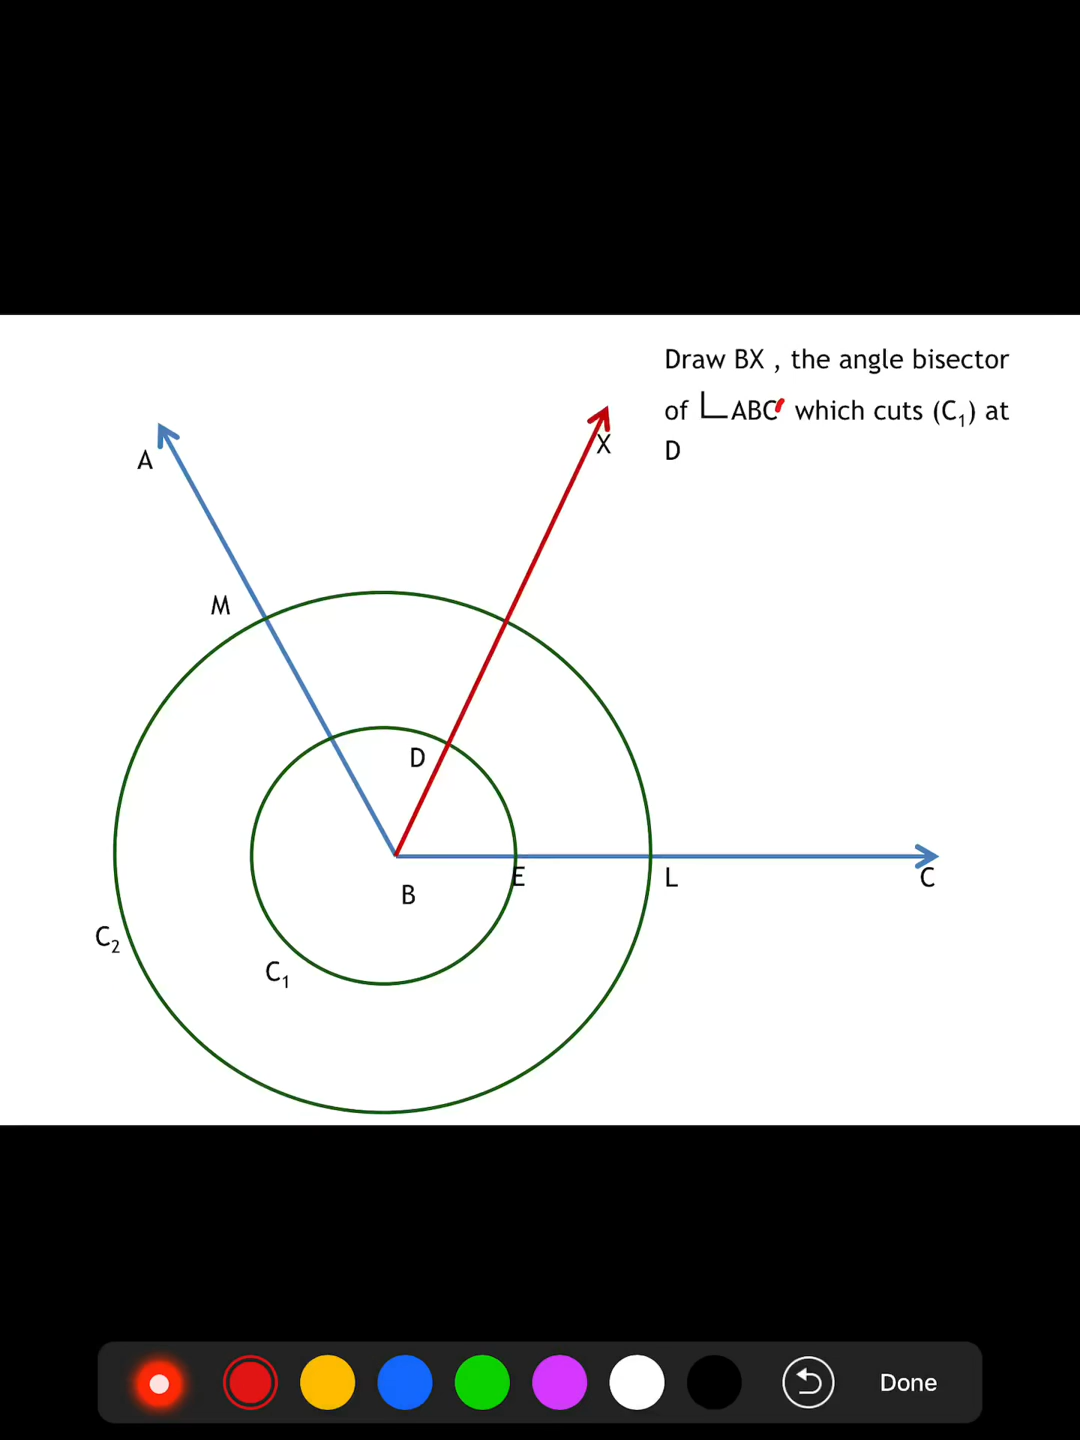 Draw BX , the angle bisector
of ∟ABC which cuts (C₁) at
D
A
X
M
D
B
E
L
C
C₂
C₁
Done